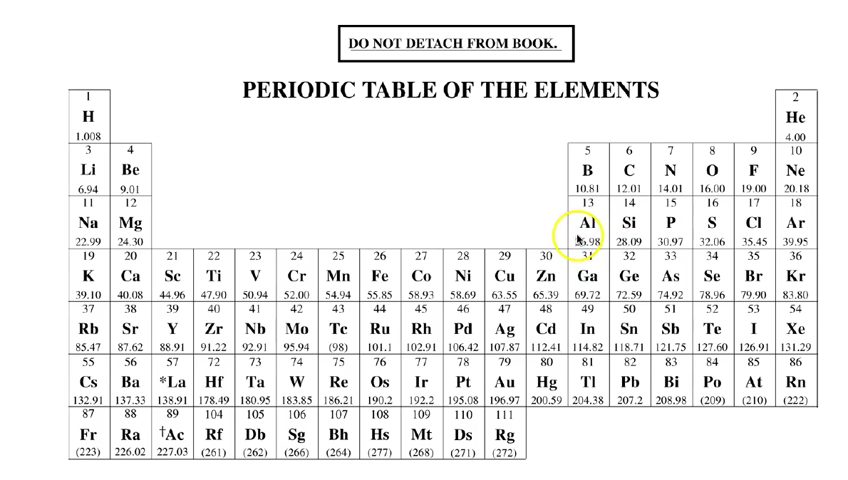 DO NOT DETACH FROM BOOK.
PERIODIC TABLE OF THE ELEMENTS
1 2
H He
1.008 4.00
3 4 5 6 7 8 9 10
Li Be B C N O F Ne
6.94 9.01 10.81 12.01 14.01 16.00 19.00 20.18
11 12 13 14 15 16 17 18
Na Mg Al Si P S Cl Ar
22.99 24.30 26.98 28.09 30.97 32.06 35.45 39.95
19 20 21 22 23 24 25 26 27 28 29 30 31 32 33 34 35 36
K Ca Sc Ti V Cr Mn Fe Co Ni Cu Zn Ga Ge As Se Br Kr
39.10 40.08 44.96 47.90 50.94 52.00 54.94 55.85 58.93 58.69 63.55 65.39 69.72 72.59 74.92 78.96 79.90 83.80
37 38 39 40 41 42 43 44 45 46 47 48 49 50 51 52 53 54
Rb Sr Y Zr Nb Mo Tc Ru Rh Pd Ag Cd In Sn Sb Te I Xe
85.47 87.62 88.91 91.22 92.91 95.94 (98) 101.1 102.91 106.42 107.87 112.41 114.82 118.71 121.75 127.60 126.91 131.29
55 56 57 72 73 74 75 76 77 78 79 80 81 82 83 84 85 86
Cs Ba *La Hf Ta W Re Os Ir Pt Au Hg Tl Pb Bi Po At Rn
132.91 137.33 138.91 178.49 180.95 183.85 186.21 190.2 192.2 195.08 196.97 200.59 204.38 207.2 208.98 (209) (210) (222)
87 88 89 104 105 106 107 108 109 110 111
Fr Ra †Ac Rf Db Sg Bh Hs Mt Ds Rg
(223) 226.02 227.03 (261) (262) (266) (264) (277) (268) (271) (272)